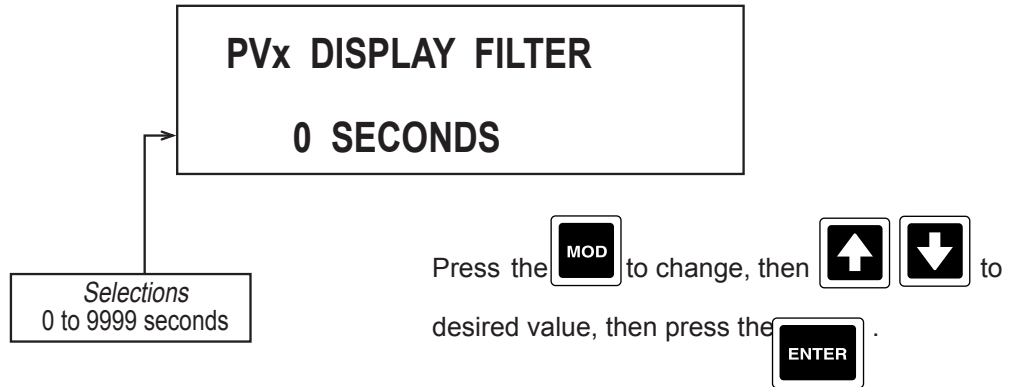 PVx DISPLAY FILTER
0 SECONDS
Selections
0 to 9999 seconds
Press the MOD to change, then to
desired value, then press the ENTER .